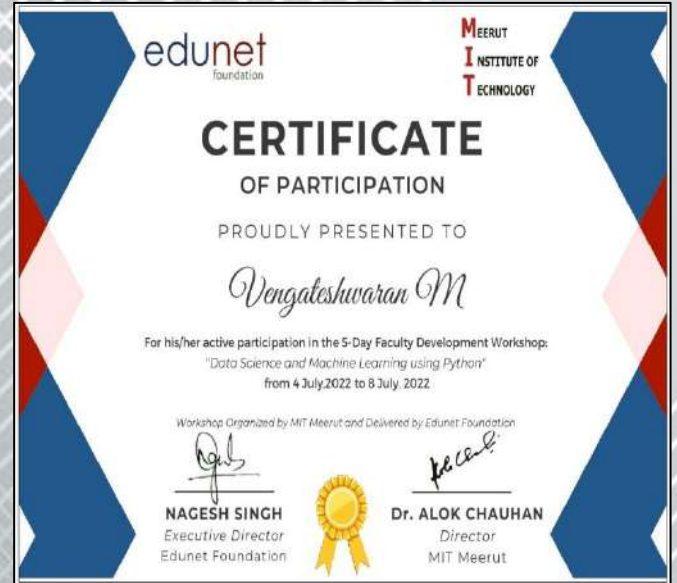 edunet
foundation
MEERUT
INSTITUTE OF
TECHNOLOGY
CERTIFICATE
OF PARTICIPATION
PROUDLY PRESENTED TO
Vengateshwaran M
For his/her active participation in the 5-Day Faculty Development Workshop:
"Data Science and Machine Learning using Python"
from 4 July,2022 to 8 July, 2022
Workshop Organized by MIT Meerut and Delivered by Edunet Foundation
NAGESH SINGH
Executive Director
Edunet Foundation
Dr. ALOK CHAUHAN
Director
MIT Meerut